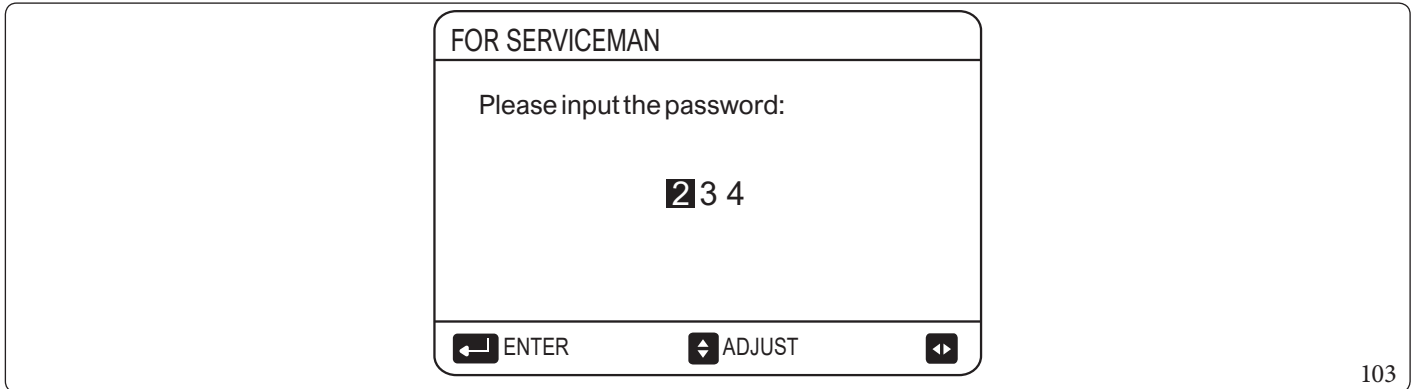 FOR SERVICEMAN
Please input the password:
2 3 4
ENTER ADJUST
103